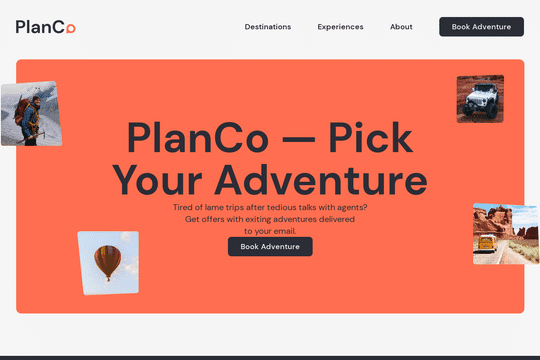 PlanCo
Destinations
Experiences
About
Book Adventure
PlanCo — Pick
Your Adventure
Tired of lame trips after tedious talks with agents?
Get offers with exiting adventures delivered
to your email.
Book Adventure